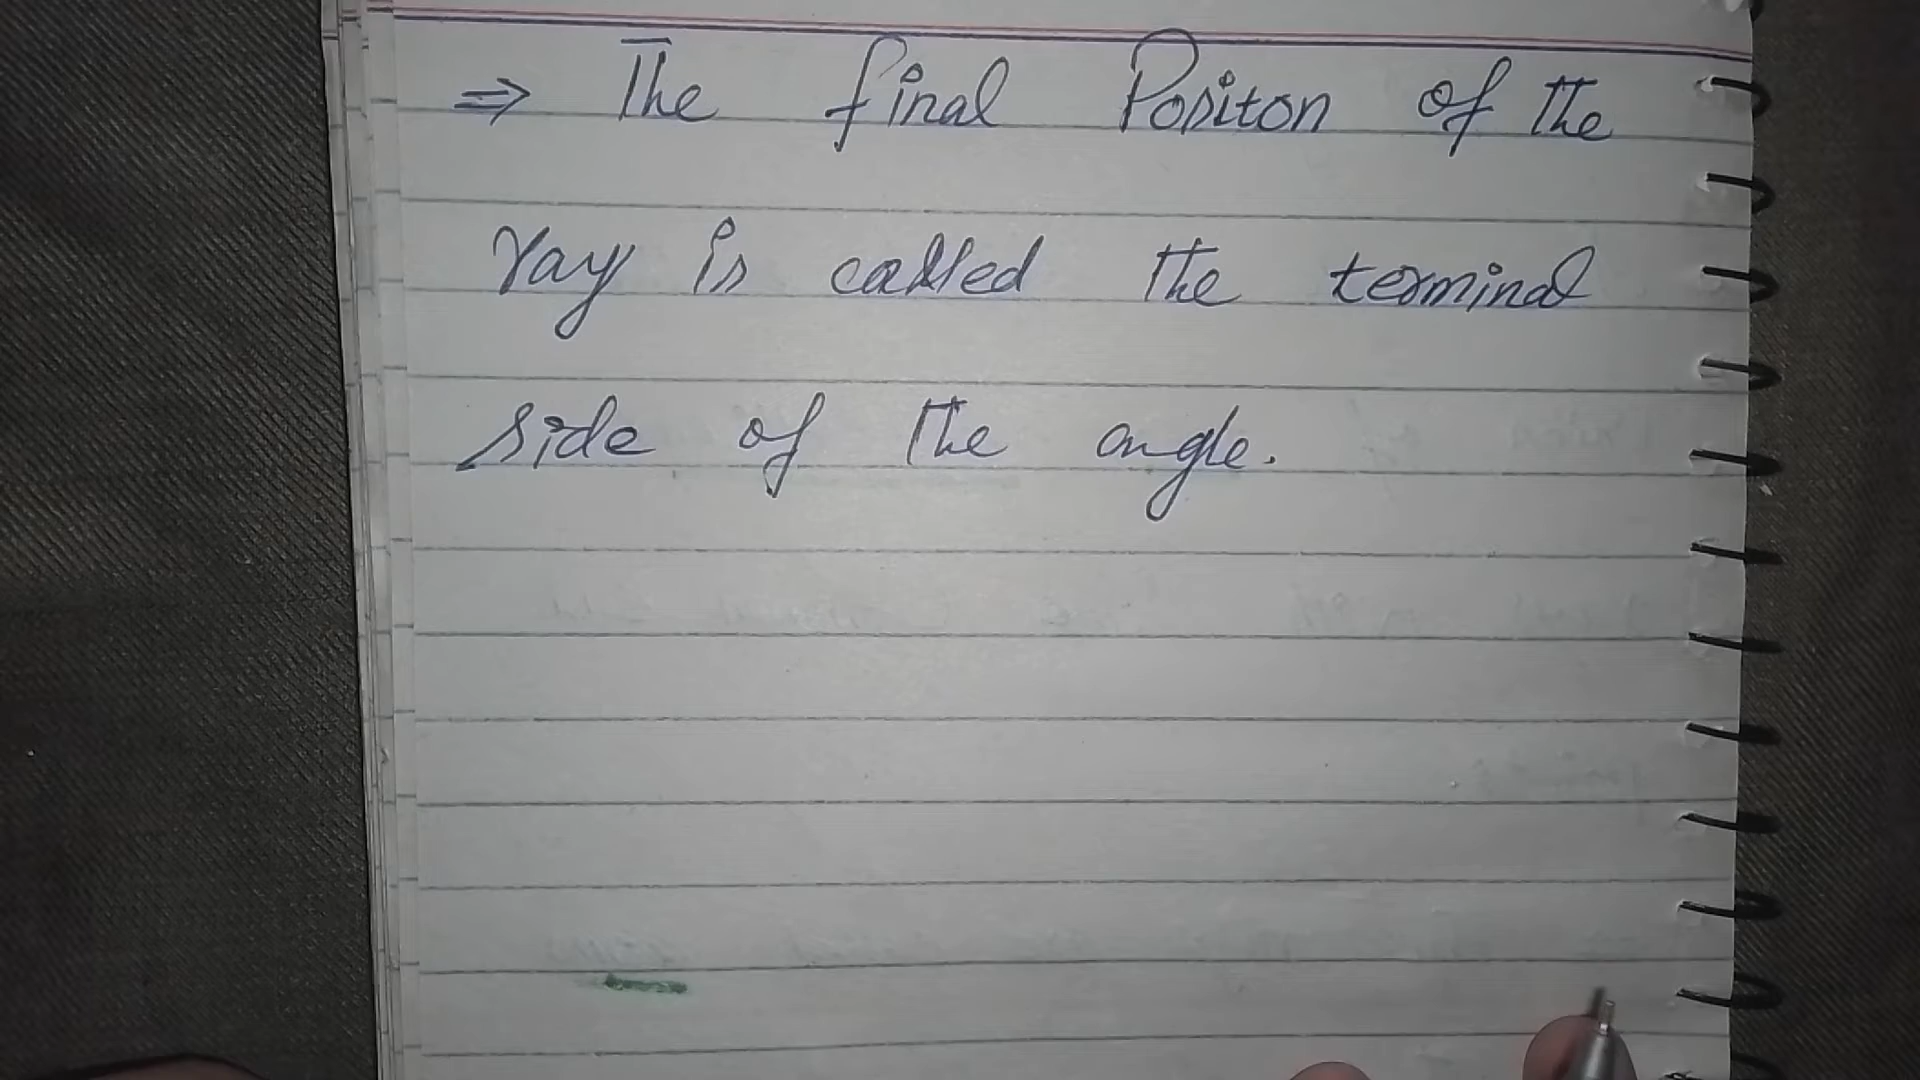 ⇒ The final Positon of the
ray is called the terminal
side of the angle.